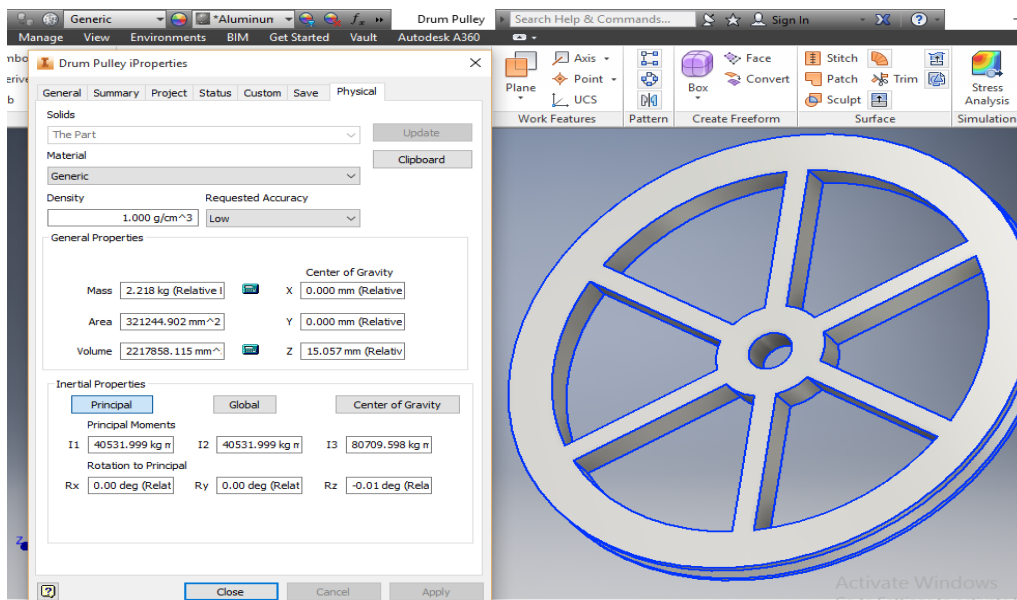 Generic *Aluminun fx Drum Pulley Search Help & Commands... Sign In ?
Manage View Environments BIM Get Started Vault Autodesk A360
Drum Pulley iProperties
General Summary Project Status Custom Save Physical
Solids
The Part Update
Material Clipboard
Generic
Density Requested Accuracy
1.000 g/cm^3 Low
General Properties
Center of Gravity
Mass 2.218 kg (Relative X 0.000 mm (Relative
Area 321244.902 mm^2 Y 0.000 mm (Relative
Volume 2217858.115 mm^ Z 15.057 mm (Relativ
Inertial Properties
Principal Global Center of Gravity
Principal Moments
I1 40531.999 kg I2 40531.999 kg I3 80709.598 kg
Rotation to Principal
Rx 0.00 deg (Relat Ry 0.00 deg (Relat Rz -0.01 deg (Rela
Close Cancel Apply
Plane Axis Point UCS
Work Features
Pattern
Box Face Convert
Create Freeform
Stitch Patch Trim Sculpt
Surface
Stress Analysis
Simulation
Z
Activate Windows